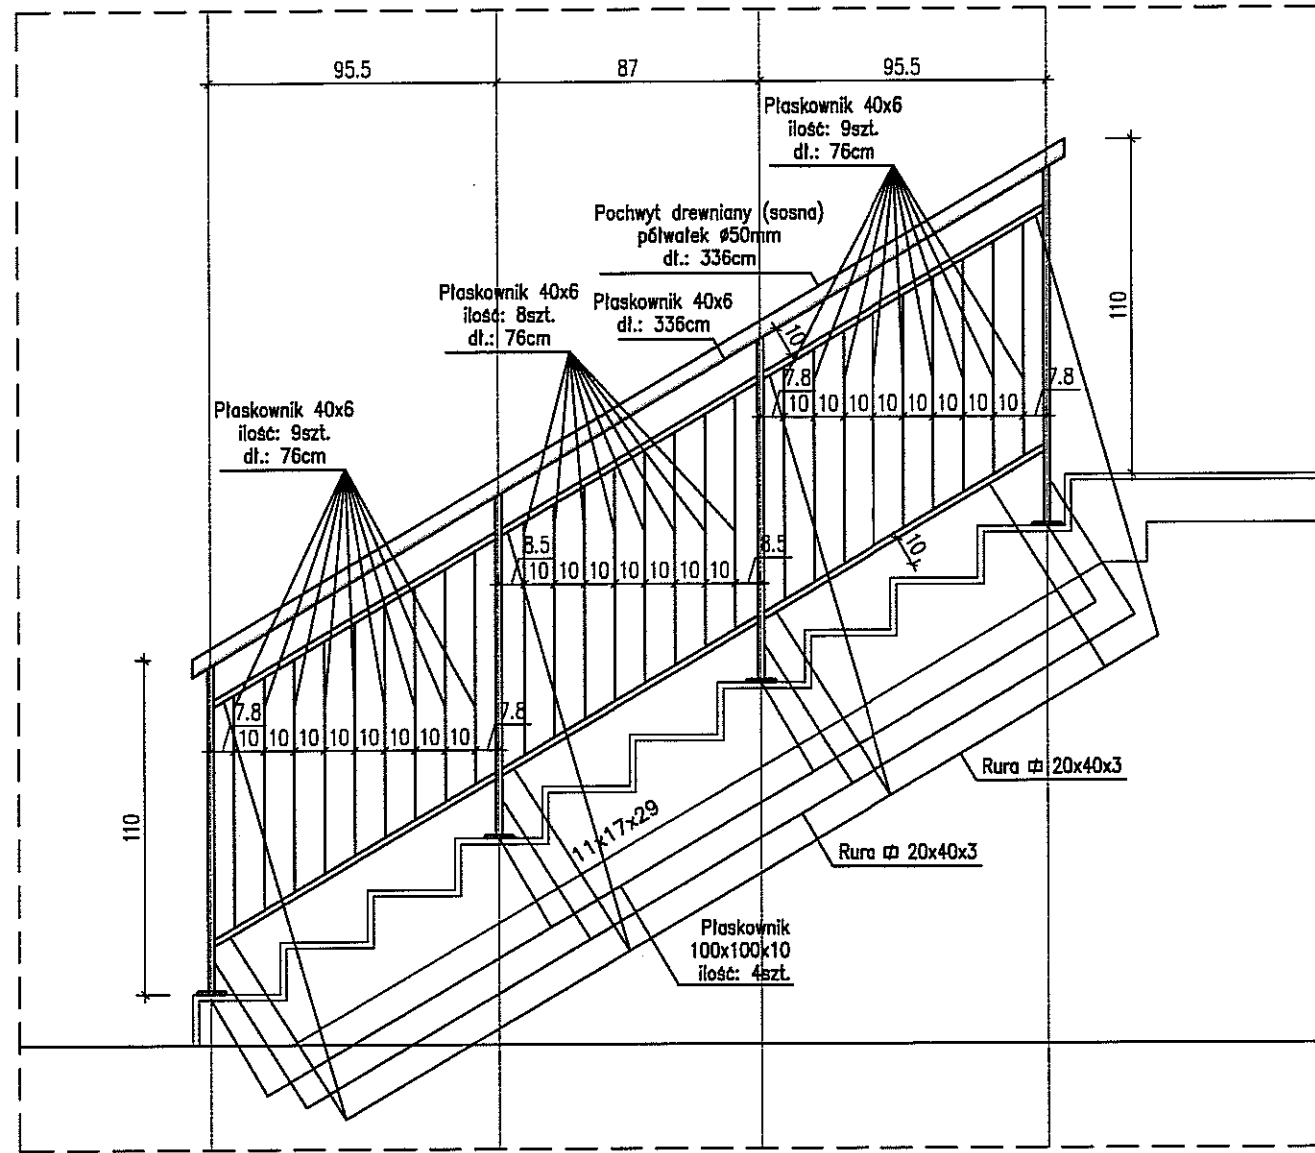 95.5
87
95.5
Płaskownik 40x6
ilość: 9szt.
dł.: 76cm
Pochwyt drewniany (sosna)
półwałek ø50mm
dł.: 336cm
110
Płaskownik 40x6
ilość: 8szt.
dł.: 76cm
Płaskownik 40x6
dł.: 336cm
10
7.8
7.8
10 10 10 10 10 10 10 10
Płaskownik 40x6
ilość: 9szt.
dł.: 76cm
8.5
8.5
10 10 10 10 10 10 10
10
7.8
7.8
10 10 10 10 10 10 10 10
110
11x17x29
Rura 20x40x3
Rura 20x40x3
Płaskownik
100x100x10
ilość: 4szt.